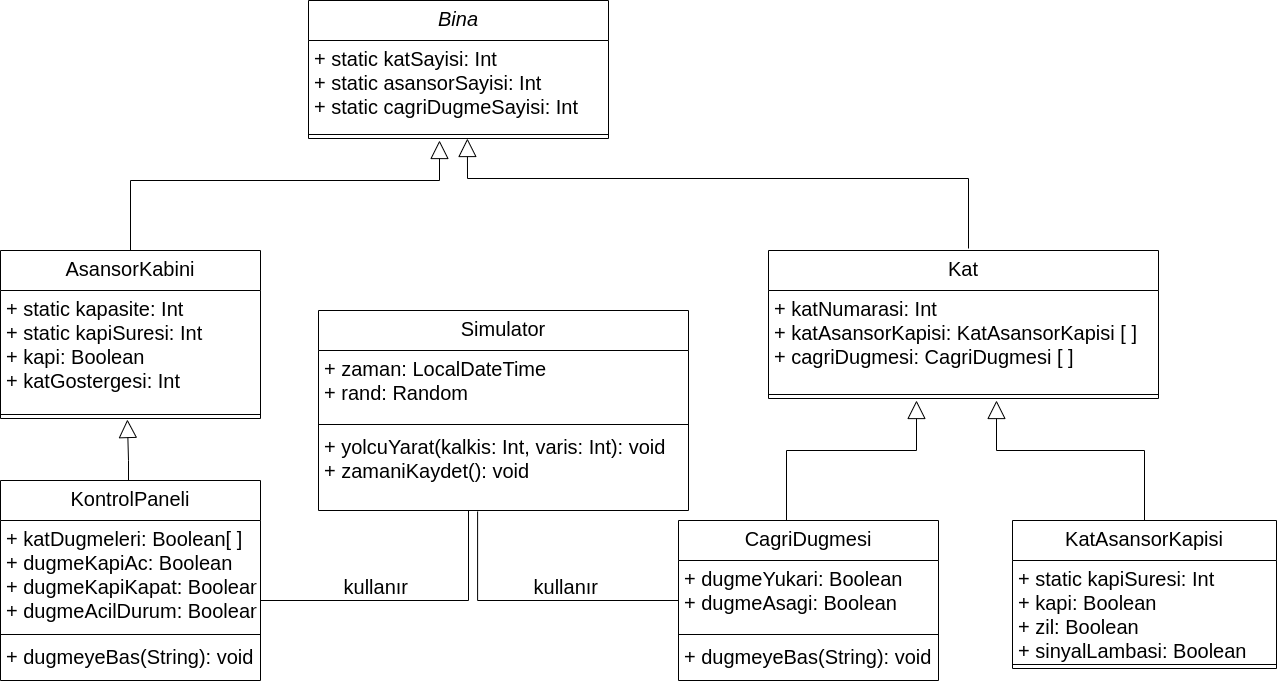 Bina
+ static katSayisi: Int
+ static asansorSayisi: Int
+ static cagriDugmeSayisi: Int
AsansorKabini
+ static kapasite: Int
+ static kapiSuresi: Int
+ kapi: Boolean
+ katGostergesi: Int
Simulator
+ zaman: LocalDateTime
+ rand: Random
+ yolcuYarat(kalkis: Int, varis: Int): void
+ zamaniKaydet(): void
Kat
+ katNumarasi: Int
+ katAsansorKapisi: KatAsansorKapisi [ ]
+ cagriDugmesi: CagriDugmesi [ ]
KontrolPaneli
+ katDugmeleri: Boolean[ ]
+ dugmeKapiAc: Boolean
+ dugmeKapiKapat: Boolear
+ dugmeAcilDurum: Boolear
+ dugmeyeBas(String): void
kullanır
kullanır
CagriDugmesi
+ dugmeYukari: Boolean
+ dugmeAsagi: Boolean
+ dugmeyeBas(String): void
KatAsansorKapisi
+ static kapiSuresi: Int
+ kapi: Boolean
+ zil: Boolean
+ sinyalLambasi: Boolean